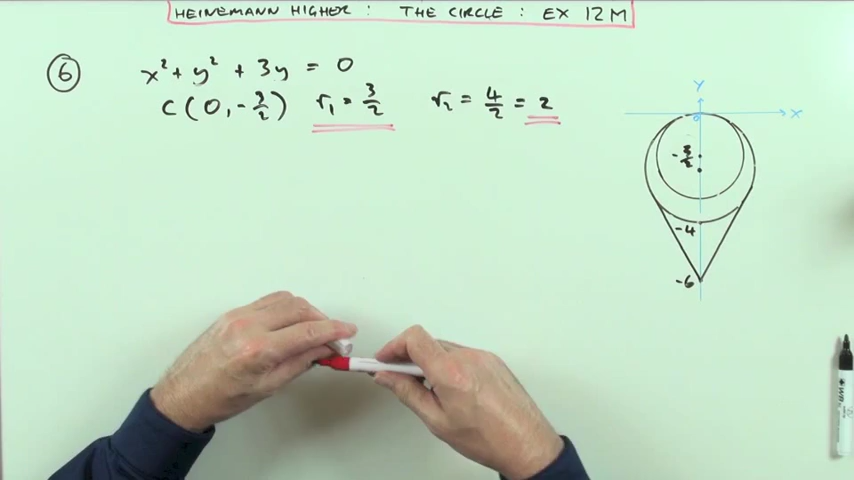 HEINEMANN HIGHER : THE CIRCLE : EX 12M
6 x² + y² + 3y = 0
C(0, -3/2) r₁ = 3/2 r₂ = 4/2 = 2
Y
0 X
-3/2
-4
-6